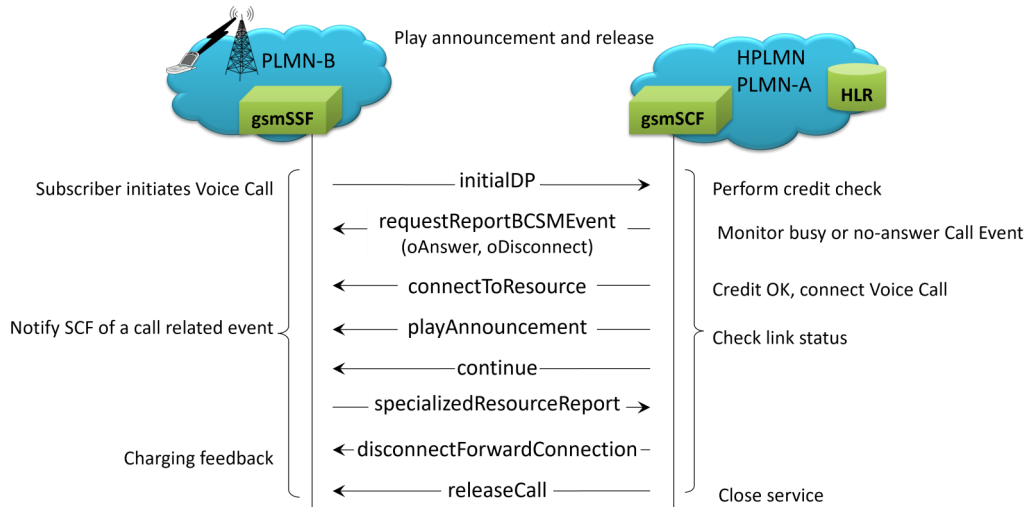 Play announcement and release
PLMN-B
HPLMN
PLMN-A
HLR
gsmSSF
gsmSCF
Subscriber initiates Voice Call
initialDP
Perform credit check
requestReportBCSMEvent
(oAnswer, oDisconnect)
Monitor busy or no-answer Call Event
connectToResource
Credit OK, connect Voice Call
Notify SCF of a call related event
playAnnouncement
Check link status
continue
specializedResourceReport
Charging feedback
disconnectForwardConnection
releaseCall
Close service